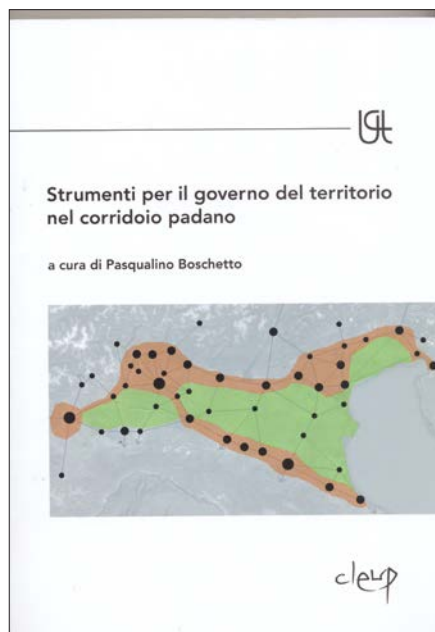 Strumenti per il governo del territorio
nel corridoio padano
a cura di Pasqualino Boschetto
cleup